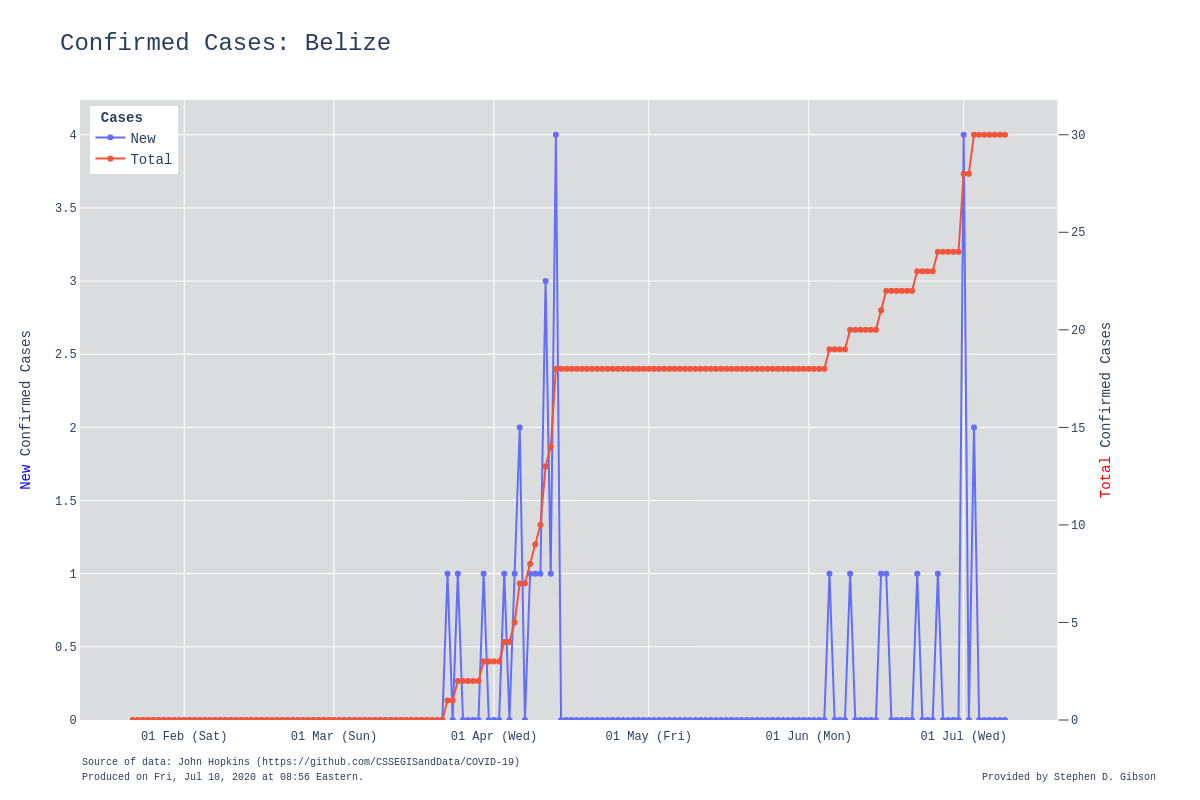 Confirmed Cases: Belize
Cases
New
Total
4
3.5
3
2.5
2
1.5
1
0.5
0
30
25
20
15
10
5
0
New Confirmed Cases
Total Confirmed Cases
01 Feb (Sat)
01 Mar (Sun)
01 Apr (Wed)
01 May (Fri)
01 Jun (Mon)
01 Jul (Wed)
Source of data: John Hopkins (https://github.com/CSSEGISandData/COVID-19)
Produced on Fri, Jul 10, 2020 at 08:56 Eastern.
Provided by Stephen D. Gibson